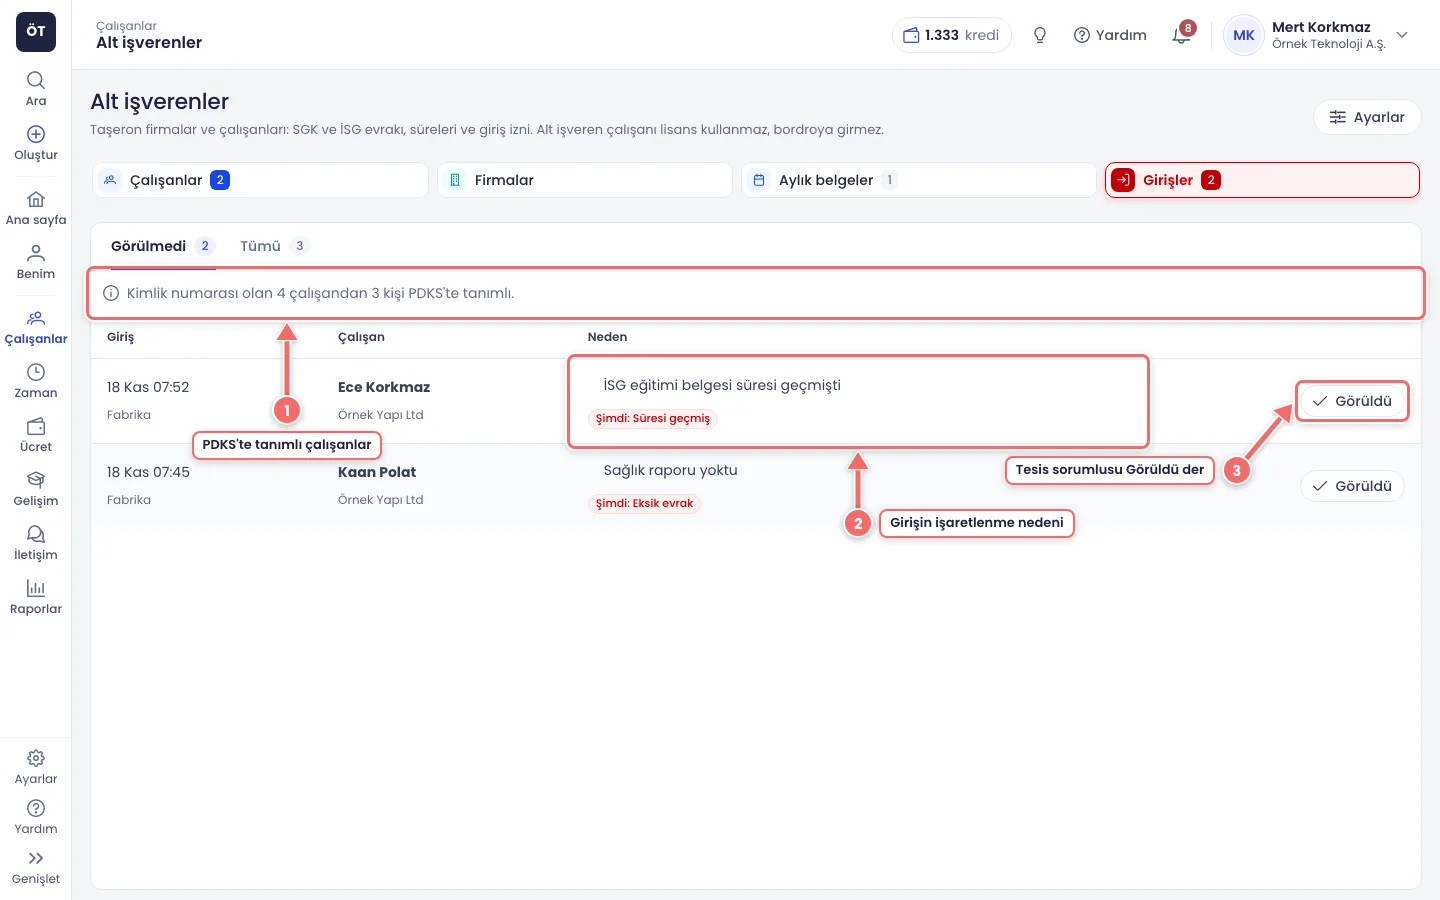 ÖT
Ara
Oluştur
Ana sayfa
Benim
Çalışanlar
Zaman
Ücret
Gelişim
İletişim
Raporlar
Ayarlar
Yardım
Genişlet
Çalışanlar
Alt işverenler
1.333 kredi
Yardım
8
MK
Mert Korkmaz
Örnek Teknoloji A.Ş.
Alt işverenler
Taşeron firmalar ve çalışanları: SGK ve İSG evrakı, süreleri ve giriş izni. Alt işveren çalışanı lisans kullanmaz, bordroya girmez.
Ayarlar
Çalışanlar 2
Firmalar
Aylık belgeler 1
Girişler 2
Görülmedi 2
Tümü 3
Kimlik numarası olan 4 çalışandan 3 kişi PDKS'te tanımlı.
Giriş Çalışan Neden
18 Kas 07:52
Fabrika
Ece Korkmaz
Örnek Yapı Ltd
İSG eğitimi belgesi süresi geçmişti
Şimdi: Süresi geçmiş
Görüldü
1
PDKS'te tanımlı çalışanlar
18 Kas 07:45
Fabrika
Kaan Polat
Örnek Yapı Ltd
Sağlık raporu yoktu
Şimdi: Eksik evrak
Tesis sorumlusu Görüldü der
3
Görüldü
2
Girişin işaretlenme nedeni